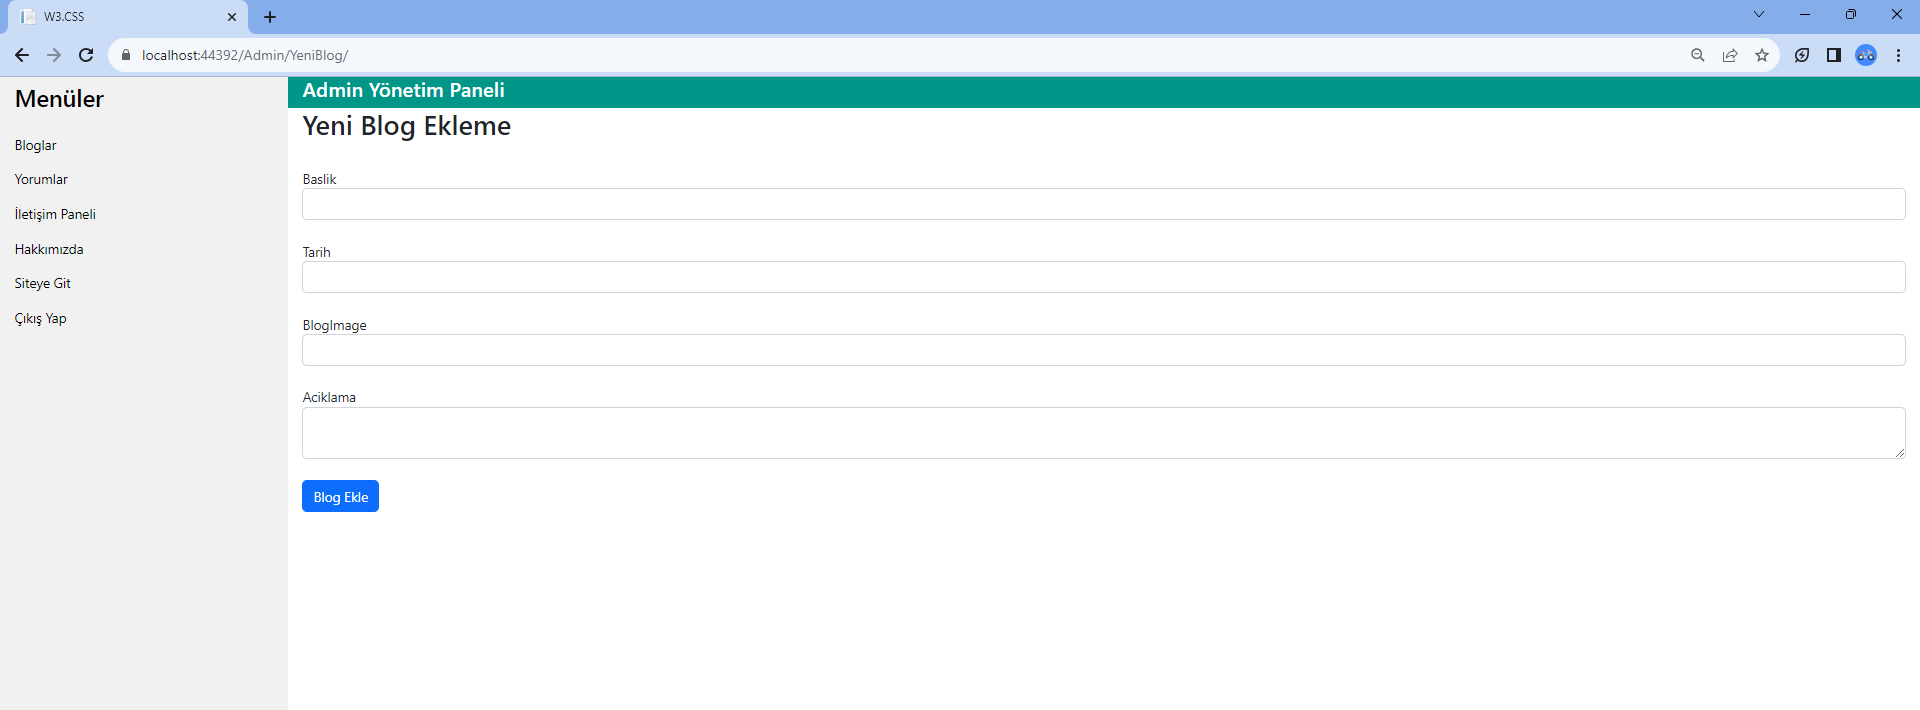 W3.CSS
localhost:44392/Admin/YeniBlog/
Menüler
Bloglar
Yorumlar
İletişim Paneli
Hakkımızda
Siteye Git
Çıkış Yap
Admin Yönetim Paneli
Yeni Blog Ekleme
Baslik
Tarih
BlogImage
Aciklama
Blog Ekle